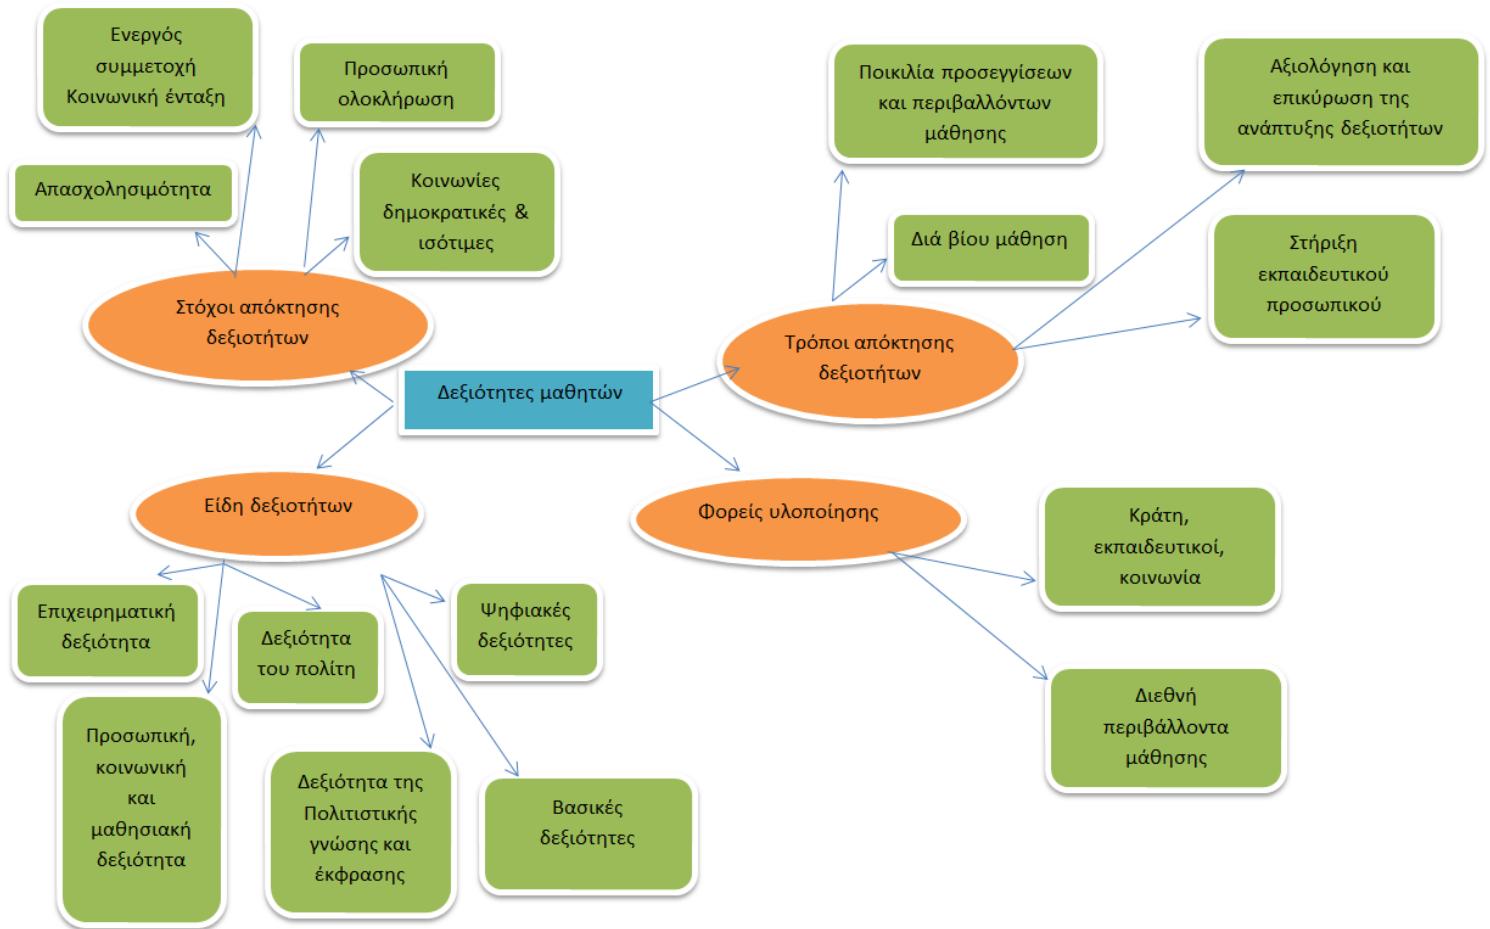 Ενεργός
συμμετοχή
Κοινωνική ένταξη
Προσωπική
ολοκλήρωση
Απασχολησιμότητα
Κοινωνίες
δημοκρατικές &
ισότιμες
Στόχοι απόκτησης
δεξιοτήτων
Ποικιλία προσεγγίσεων
και περιβαλλόντων
μάθησης
Αξιολόγηση και
επικύρωση της
ανάπτυξης δεξιοτήτων
Διά βίου μάθηση
Στήριξη
εκπαιδευτικού
προσωπικού
Τρόποι απόκτησης
δεξιοτήτων
Δεξιότητες μαθητών
Είδη δεξιοτήτων
Φορείς υλοποίησης
Κράτη,
εκπαιδευτικοί,
κοινωνία
Διεθνή
περιβάλλοντα
μάθησης
Επιχειρηματική
δεξιότητα
Δεξιότητα
του πολίτη
Ψηφιακές
δεξιότητες
Προσωπική,
κοινωνική
και
μαθησιακή
δεξιότητα
Δεξιότητα της
Πολιτιστικής
γνώσης και
έκφρασης
Βασικές
δεξιότητες